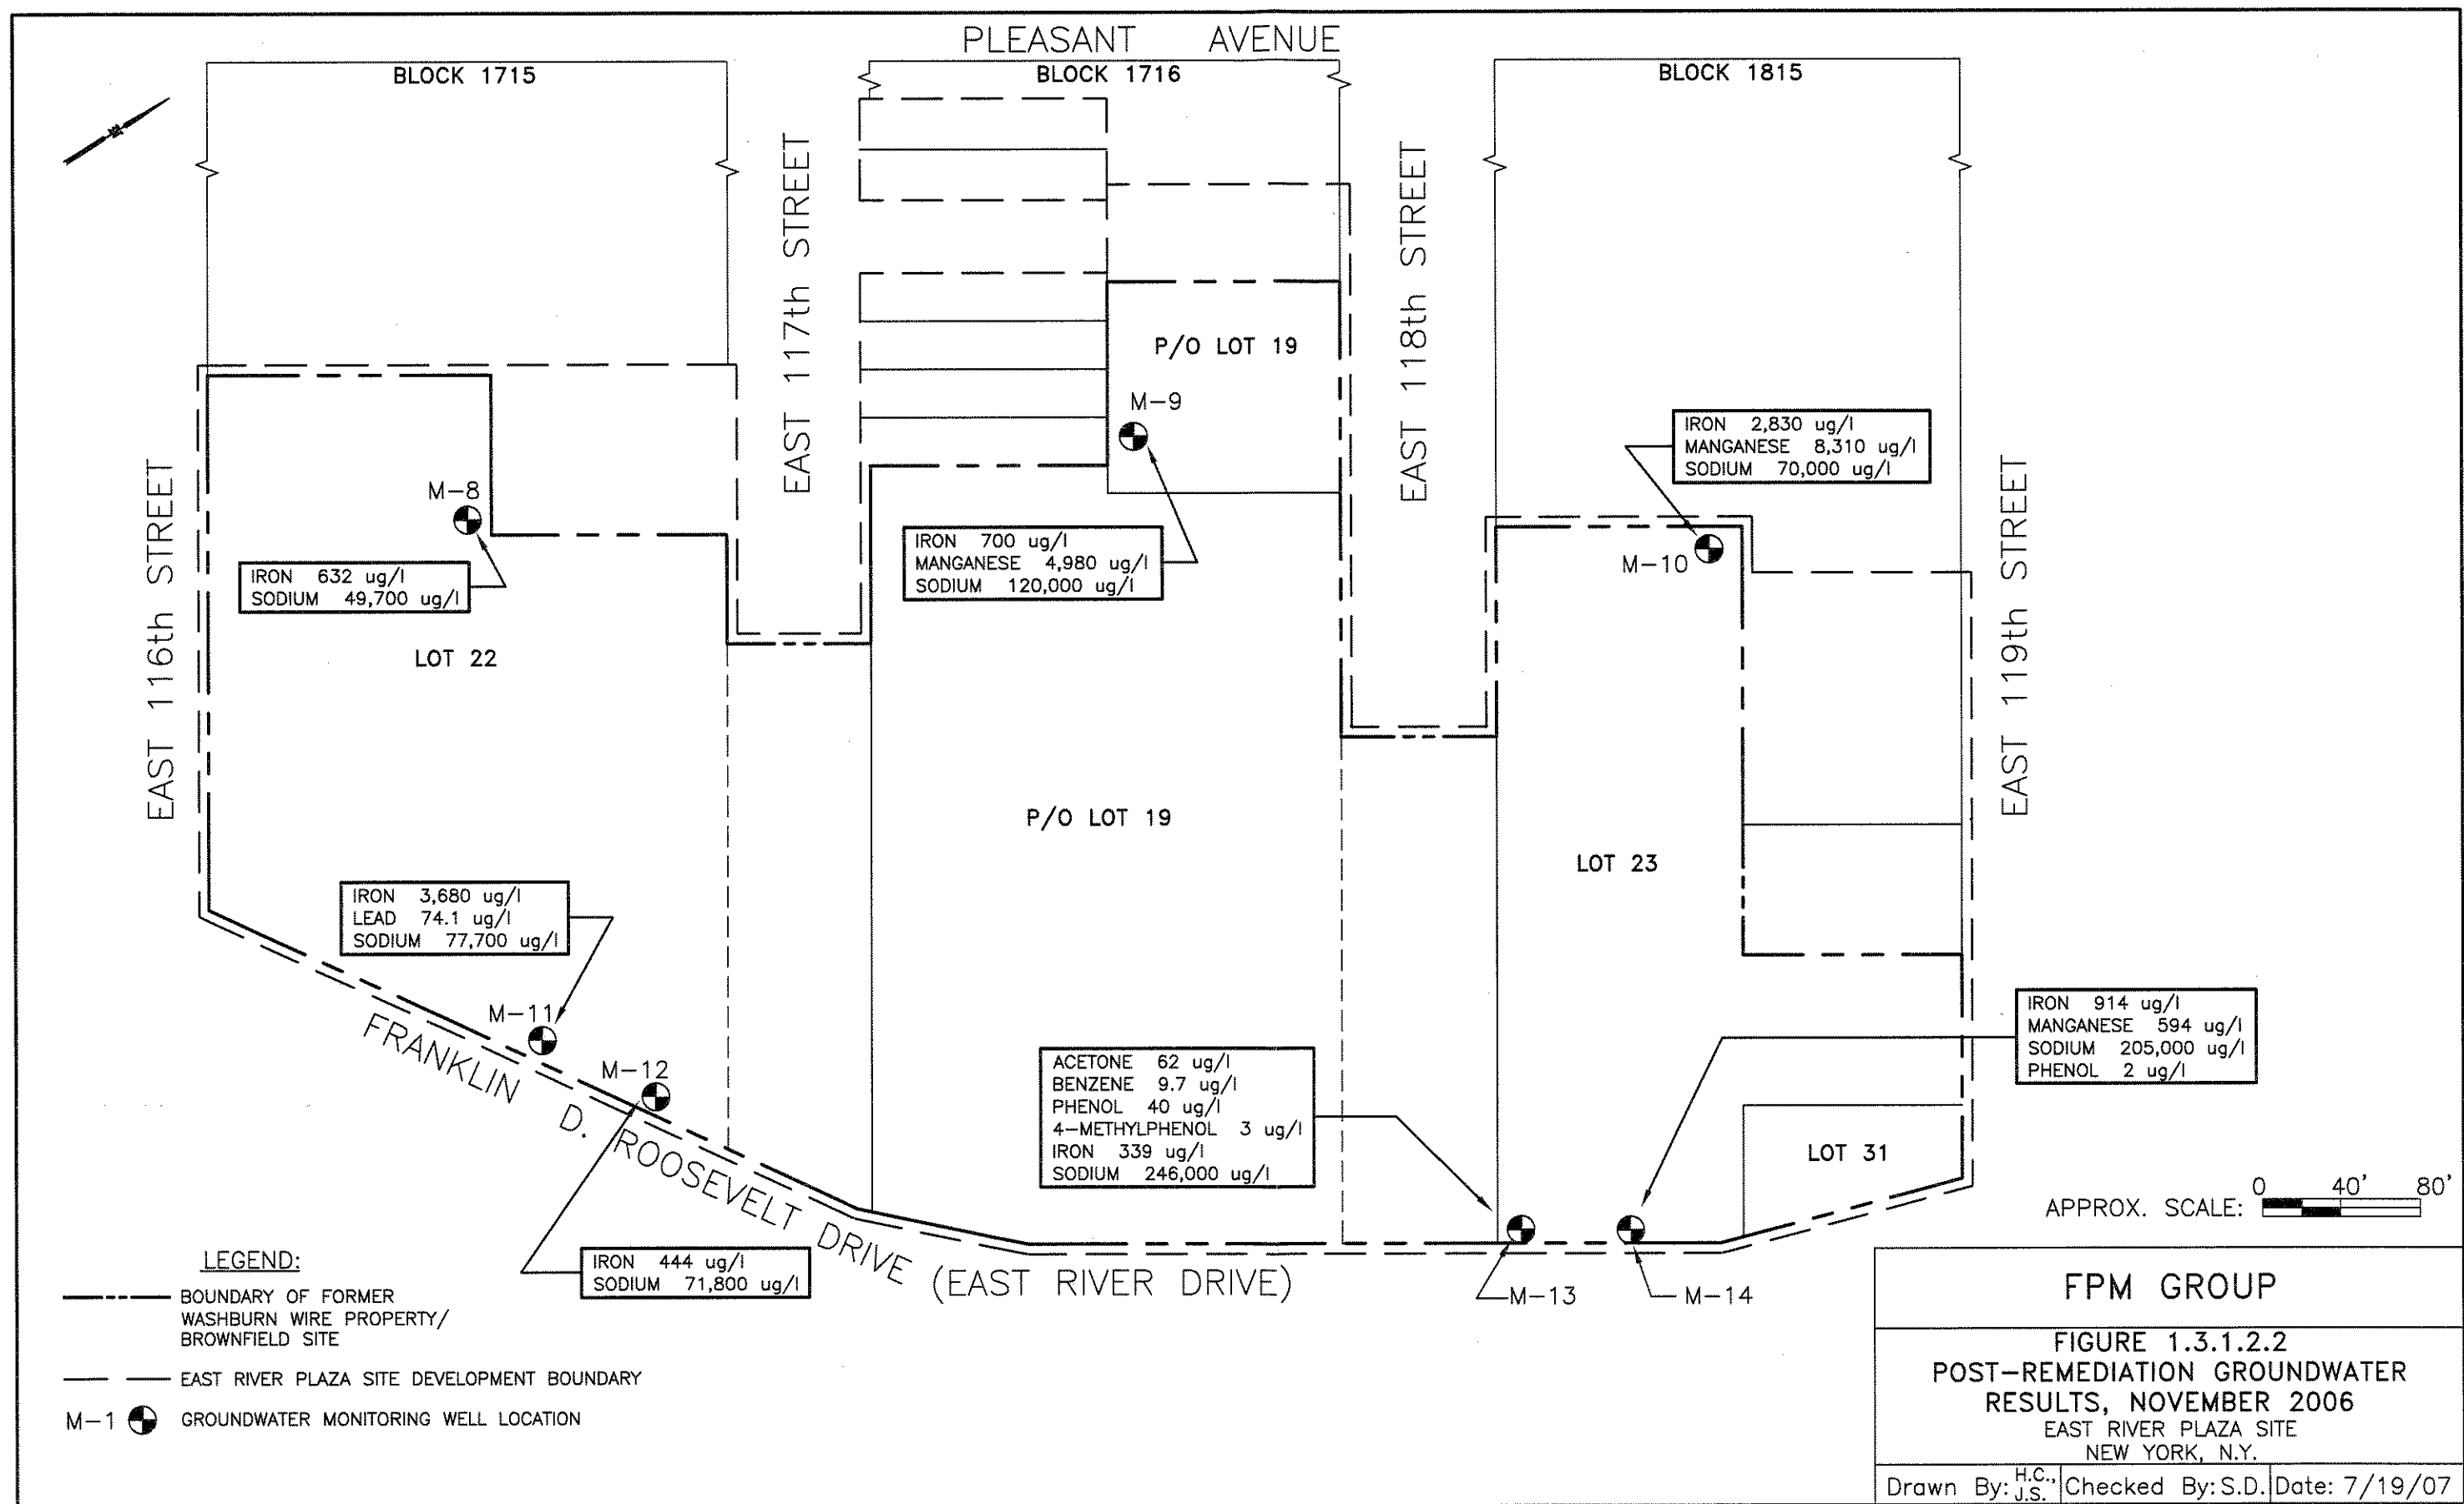 PLEASANT AVENUE
BLOCK 1715
BLOCK 1716
BLOCK 1815
EAST 116th STREET
EAST 117th STREET
EAST 118th STREET
EAST 119th STREET
P/O LOT 19
M-9
IRON 2,830 ug/l
MANGANESE 8,310 ug/l
SODIUM 70,000 ug/l
M-8
M-10
IRON 700 ug/l
MANGANESE 4,980 ug/l
SODIUM 120,000 ug/l
IRON 632 ug/l
SODIUM 49,700 ug/l
LOT 22
P/O LOT 19
LOT 23
IRON 3,680 ug/l
LEAD 74.1 ug/l
SODIUM 77,700 ug/l
M-11
M-12
IRON 914 ug/l
MANGANESE 594 ug/l
SODIUM 205,000 ug/l
PHENOL 2 ug/l
ACETONE 62 ug/l
BENZENE 9.7 ug/l
PHENOL 40 ug/l
4-METHYLPHENOL 3 ug/l
IRON 339 ug/l
SODIUM 246,000 ug/l
LOT 31
FRANKLIN D. ROOSEVELT DRIVE (EAST RIVER DRIVE)
IRON 444 ug/l
SODIUM 71,800 ug/l
M-13
M-14
0 40' 80'
APPROX. SCALE:
LEGEND:
BOUNDARY OF FORMER
WASHBURN WIRE PROPERTY/
BROWNFIELD SITE
EAST RIVER PLAZA SITE DEVELOPMENT BOUNDARY
M-1 GROUNDWATER MONITORING WELL LOCATION
FPM GROUP
FIGURE 1.3.1.2.2
POST-REMEDIATION GROUNDWATER
RESULTS, NOVEMBER 2006
EAST RIVER PLAZA SITE
NEW YORK, N.Y.
Drawn By: H.C., J.S. Checked By: S.D. Date: 7/19/07